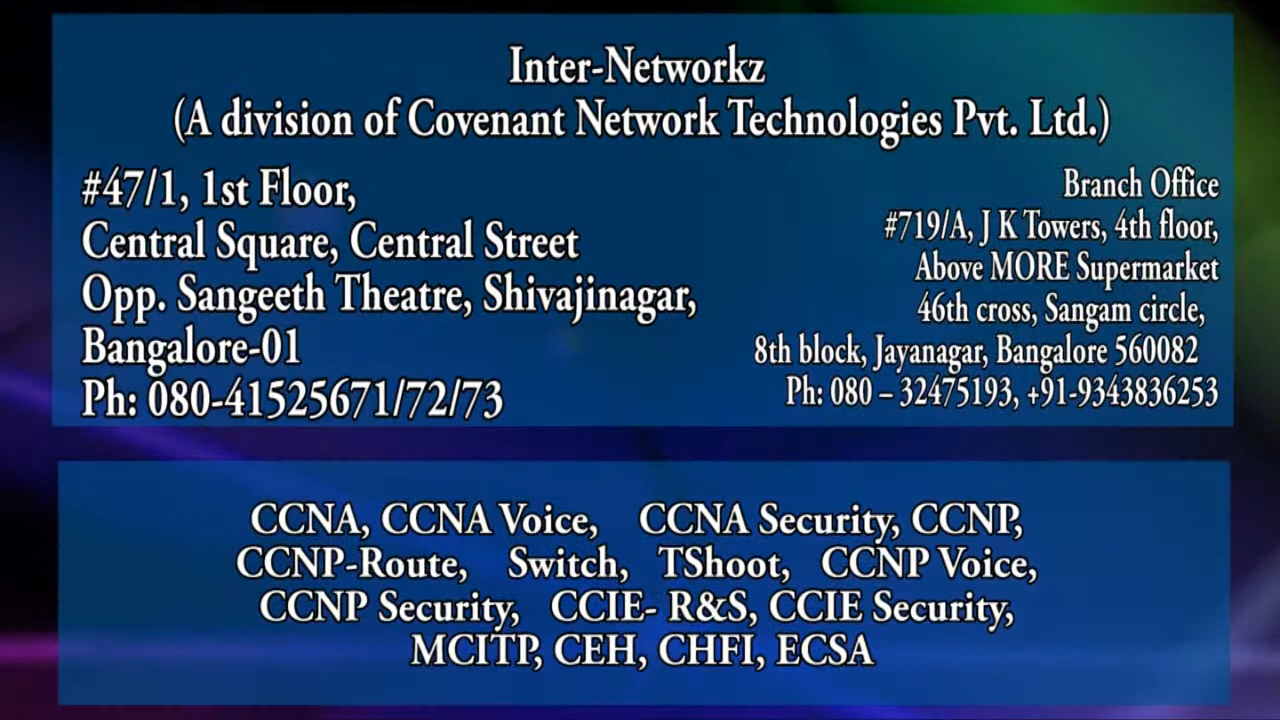 Inter-Networkz
(A division of Covenant Network Technologies Pvt. Ltd.)
#47/1, 1st Floor,
Central Square, Central Street
Opp. Sangeeth Theatre, Shivajinagar,
Bangalore-01
Ph: 080-41525671/72/73
Branch Office
#719/A, J K Towers, 4th floor,
Above MORE Supermarket
46th cross, Sangam circle,
8th block, Jayanagar, Bangalore 560082
Ph: 080 – 32475193, +91-9343836253
CCNA, CCNA Voice, CCNA Security, CCNP,
CCNP-Route, Switch, TShoot, CCNP Voice,
CCNP Security, CCIE- R&S, CCIE Security,
MCITP, CEH, CHFI, ECSA